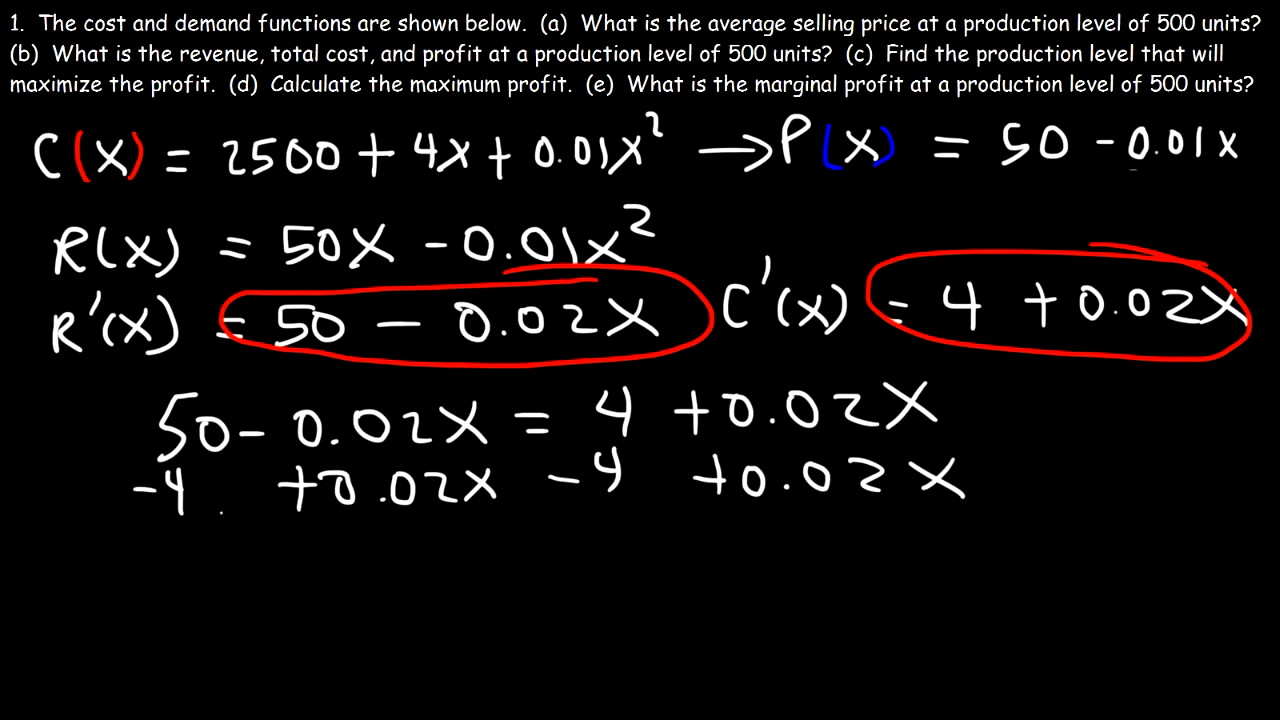 1. The cost and demand functions are shown below. (a) What is the average selling price at a production level of 500 units?
(b) What is the revenue, total cost, and profit at a production level of 500 units? (c) Find the production level that will
maximize the profit. (d) Calculate the maximum profit. (e) What is the marginal profit at a production level of 500 units?
C(X) = 2500 + 4x + 0.01x² → P(X) = 50 - 0.01x
R(X) = 50X - 0.01x²
R'(X) = 50 - 0.02X C'(X) = 4 + 0.02X
50 - 0.02X = 4 + 0.02X
-4 +0.02X -4 +0.02X